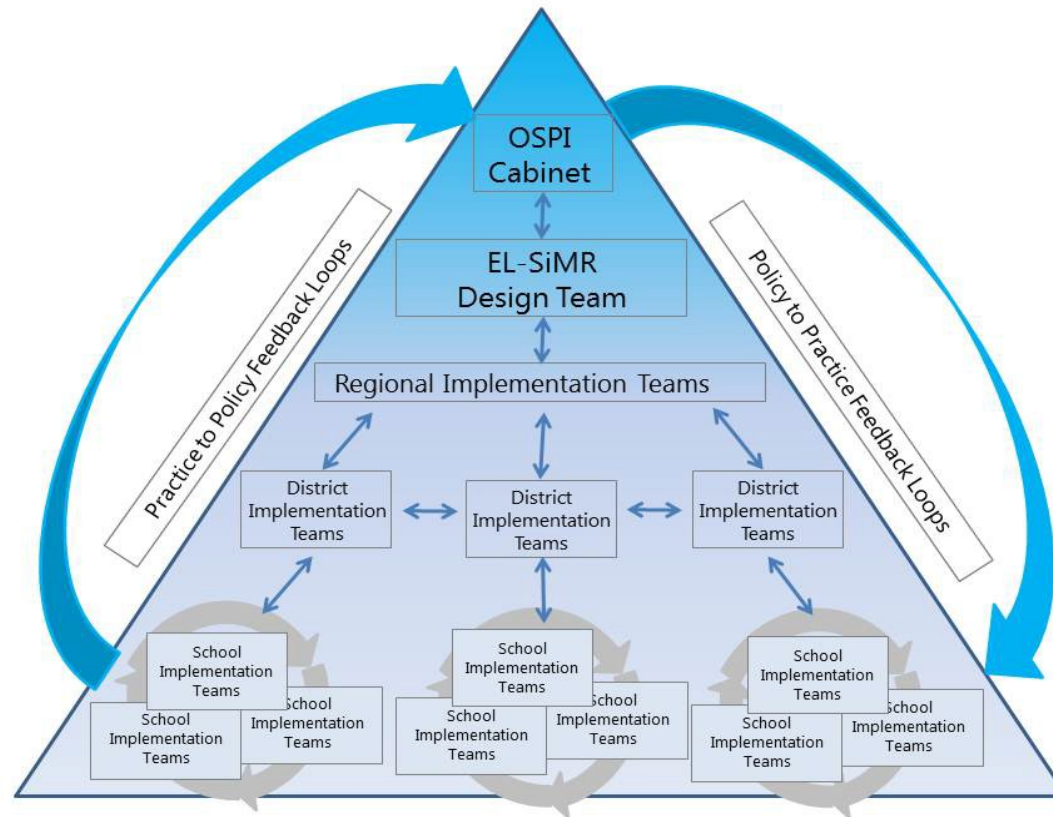 OSPI
Cabinet
EL-SiMR
Design Team
Practice to Policy Feedback Loops
Policy to Practice Feedback Loops
Regional Implementation Teams
District
Implementation
Teams
District
Implementation
Teams
District
Implementation
Teams
School
Implementation
Teams
School
Implementation
Teams
School
Implementation
Teams
School
Implementation
Teams
School
Implementation
Teams
School
Implementation
Teams
School
Implementation
Teams
School
Implementation
Teams
School
Implementation
Teams